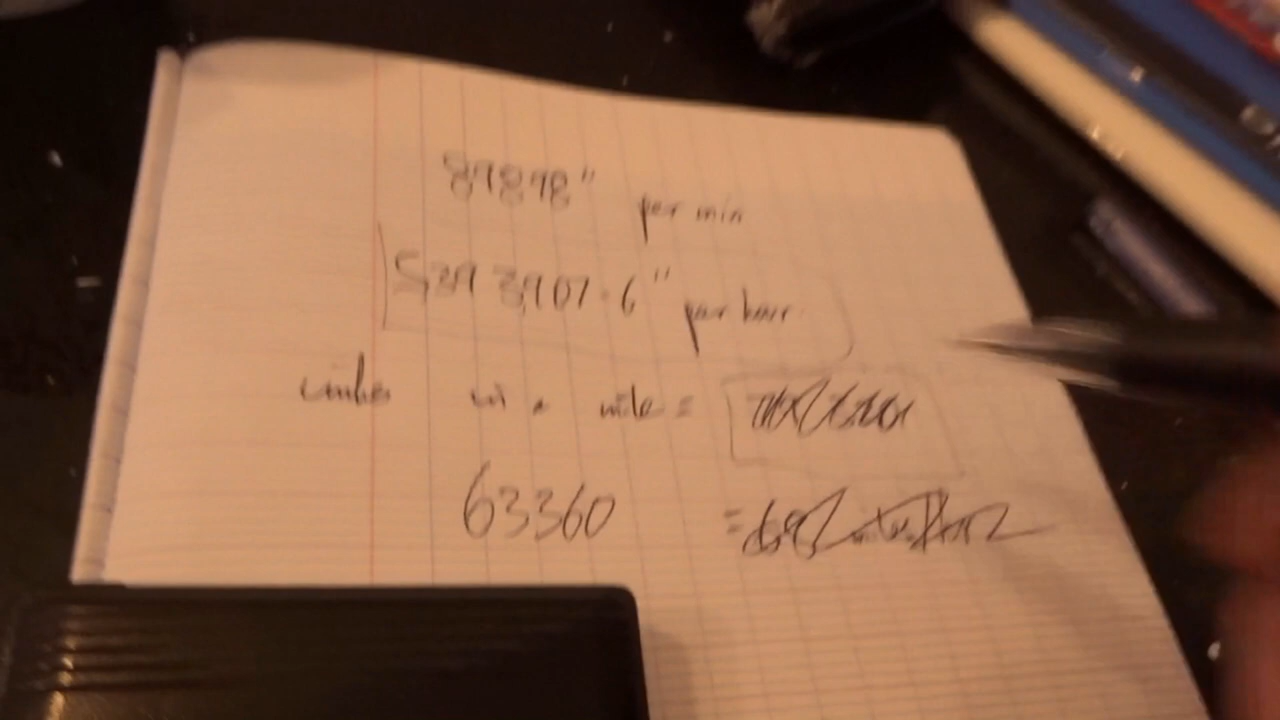 89898" per min
5393907.6" per hour
inches in a mile =
63360 =